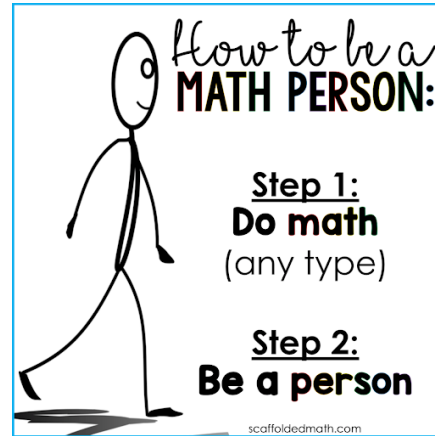 How to be a
MATH PERSON:
Step 1:
Do math
(any type)
Step 2:
Be a person
scaffoldedmath.com